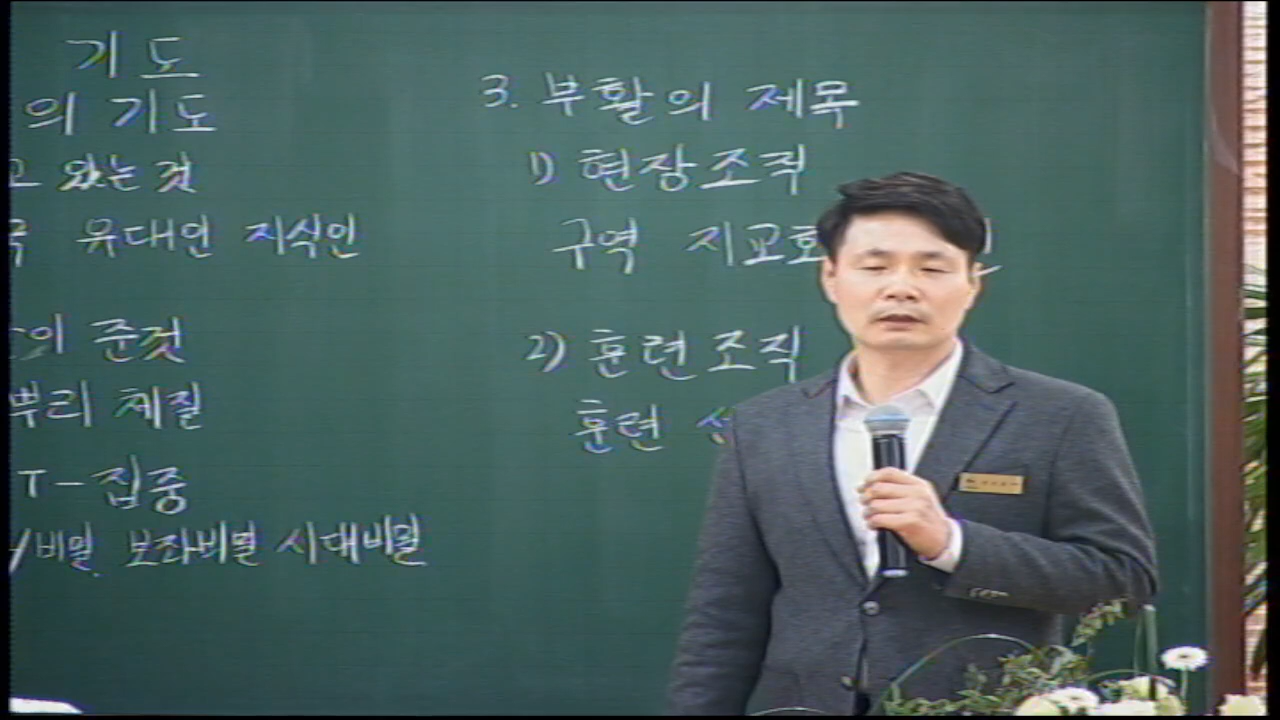 기도
의 기도
고 있는 것
유대인 지식인
이 준것
뿌리 체질
T-집중
/비밀. 보좌비밀 시대비밀
3. 부활의 제목
1) 현장조직
구역 지교회
2) 훈련조직
훈련